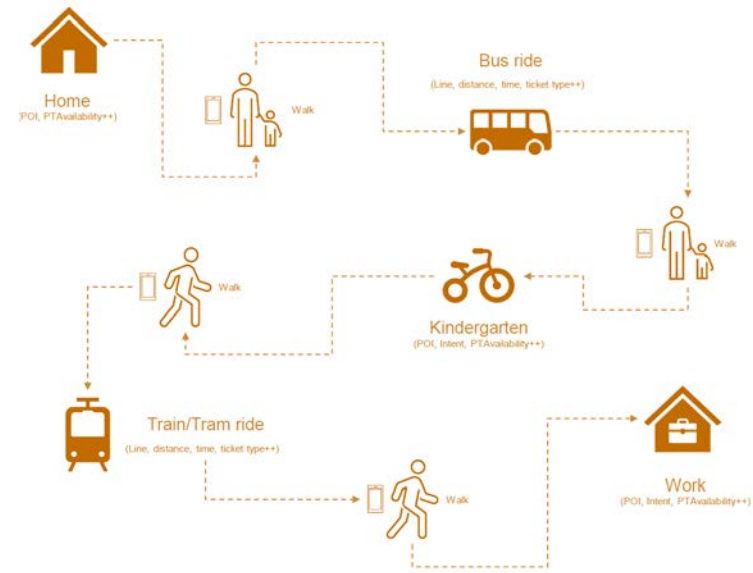 Home
(POI, PTAvailability++)
Walk
Bus ride
(Line, distance, time, ticket type++)
Walk
Walk
Kindergarten
(POI, Intent, PTAvailability++)
Train/Tram ride
(Line, distance, time, ticket type++)
Walk
Work
(POI, Intent, PTAvailability++)